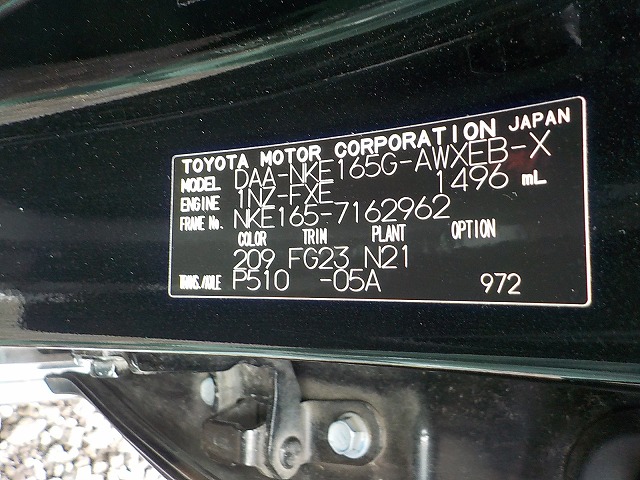 TOYOTA MOTOR CORPORATION JAPAN
MODEL DAA-NKE165G-AWXEB-X
ENGINE 1NZ-FXE 1496 mL
FRAME No. NKE165-7162962
COLOR TRIM PLANT OPTION
209 FG23 N21
TRANS./AXLE P510 -05A 972